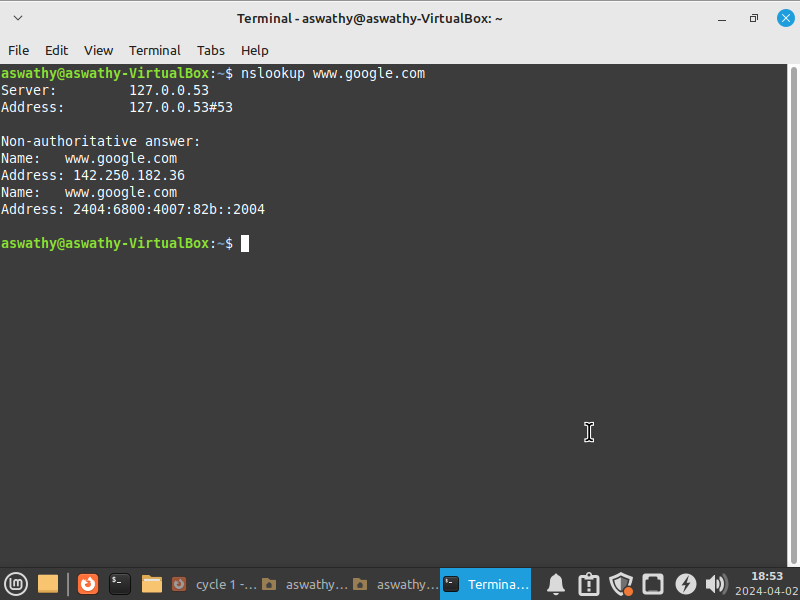 Terminal - aswathy@aswathy-VirtualBox: ~
File Edit View Terminal Tabs Help
aswathy@aswathy-VirtualBox:~$ nslookup www.google.com
Server:         127.0.0.53
Address:        127.0.0.53#53
Non-authoritative answer:
Name:   www.google.com
Address: 142.250.182.36
Name:   www.google.com
Address: 2404:6800:4007:82b::2004
aswathy@aswathy-VirtualBox:~$
cycle 1 -... aswathy... aswathy... Termina... 18:53
2024-04-02